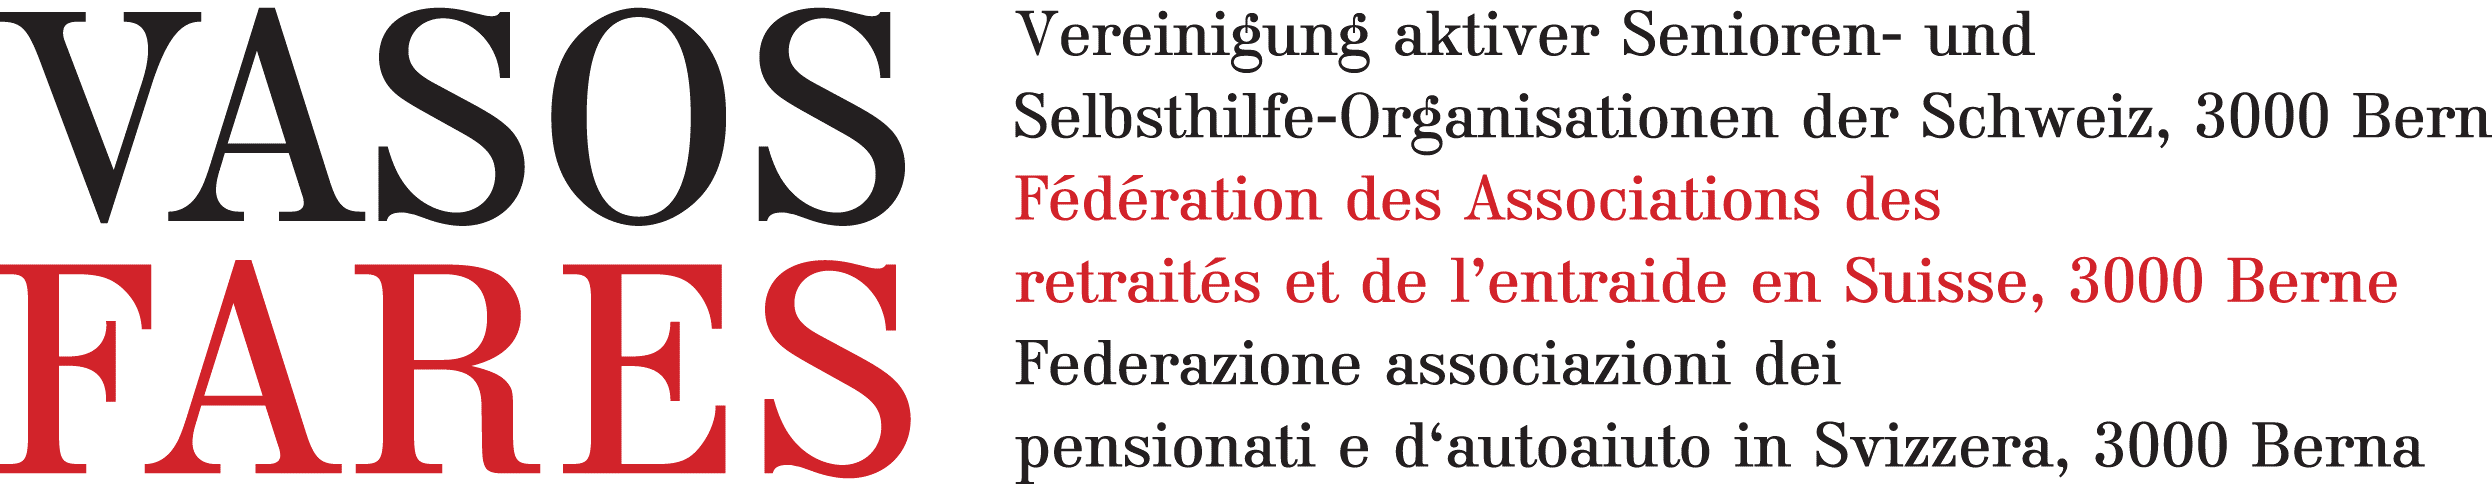 VASOS
FARES
Vereinigung aktiver Senioren- und
Selbsthilfe-Organisationen der Schweiz, 3000 Bern
Fédération des Associations des
retraités et de l’entraide en Suisse, 3000 Berne
Federazione associazioni dei
pensionati e d‘autoaiuto in Svizzera, 3000 Berna